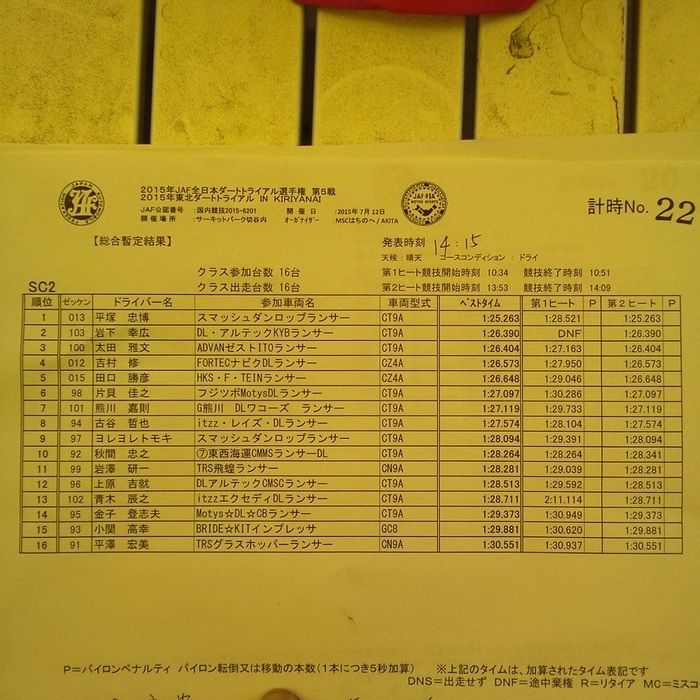 2015年JAF全日本ダートトライアル選手権 第5戦
2015年東北ダートトライアル IN KIRIYANAI
JAF公認番号 :国内競技2015-6201 開催日 :2015年 7月 12日
開催場所 :サーキットパーク切谷内 オーガナイザー :MSCはちのへ/AKITA
計時No. 22
【総合暫定結果】
発表時刻 14:15
天候:晴天 コースコンディション:ドライ
クラス参加台数 16台 第1ヒート競技開始時刻 10:34 競技終了時刻 10:51
SC2 クラス出走台数 16台 第2ヒート競技開始時刻 13:53 競技終了時刻 14:09
順位 ゼッケン ドライバー名 参加車両名 車両型式 ベストタイム 第1ヒート P 第2ヒート P
1 013 平塚 忠博 スマッシュダンロップランサー CT9A 1:25.263 1:28.521 1:25.263
2 103 岩下 幸広 DL・アルテックKYBランサー CT9A 1:26.390 DNF 1:26.390
3 100 太田 雅文 ADVANゼストITOランサー CT9A 1:26.404 1:27.163 1:26.404
4 012 吉村 修 FORTECナビクDLランサー CZ4A 1:26.573 1:27.950 1:26.573
5 015 田口 勝彦 HKS・F・TEINランサー CZ4A 1:26.648 1:29.046 1:26.648
6 98 片貝 佳之 フジツボMotysDLランサー CT9A 1:27.097 1:30.286 1:27.097
7 101 熊川 嘉則 G熊川 DLワコーズ ランサー CT9A 1:27.119 1:29.733 1:27.119
8 94 古谷 哲也 itzz・レイズ・DLランサー CT9A 1:27.574 1:28.104 1:27.574
9 97 ヨレヨレトモキ スマッシュダンロップランサー CT9A 1:28.094 1:29.391 1:28.094
10 92 秋間 忠之 ⑦東西海運CMMSランサーDL CT9A 1:28.264 1:28.264 1:28.341
11 99 岩澤 研一 TRS飛蝗ランサー CN9A 1:28.281 1:29.039 1:28.281
12 96 上原 吉就 DLアルテックCMSCランサー CT9A 1:28.513 1:29.592 1:28.513
13 102 青木 辰之 itzzエクセディDLランサー CT9A 1:28.711 2:11.114 1:28.711
14 95 金子 登志夫 Motys☆DL☆CBランサー CT9A 1:29.373 1:30.949 1:29.373
15 93 小関 高幸 BRIDE☆KITインプレッサ GC8 1:29.881 1:30.620 1:29.881
16 91 平澤 宏美 TRSグラスホッパーランサー CN9A 1:30.551 1:30.937 1:30.551
P=パイロンペナルティ パイロン転倒又は移動の本数(1本につき5秒加算) ※上記のタイムは、加算されたタイム表記です
DNS=出走せず DNF=途中棄権 R=リタイア MC=ミスコ